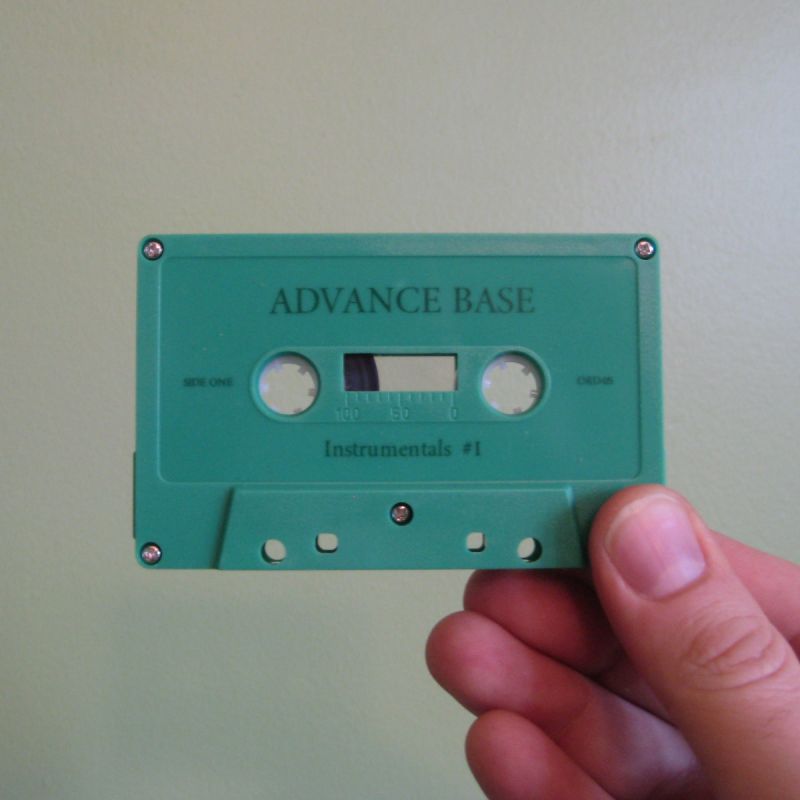 ADVANCE BASE
SIDE ONE
100 50 0
Instrumentals #1